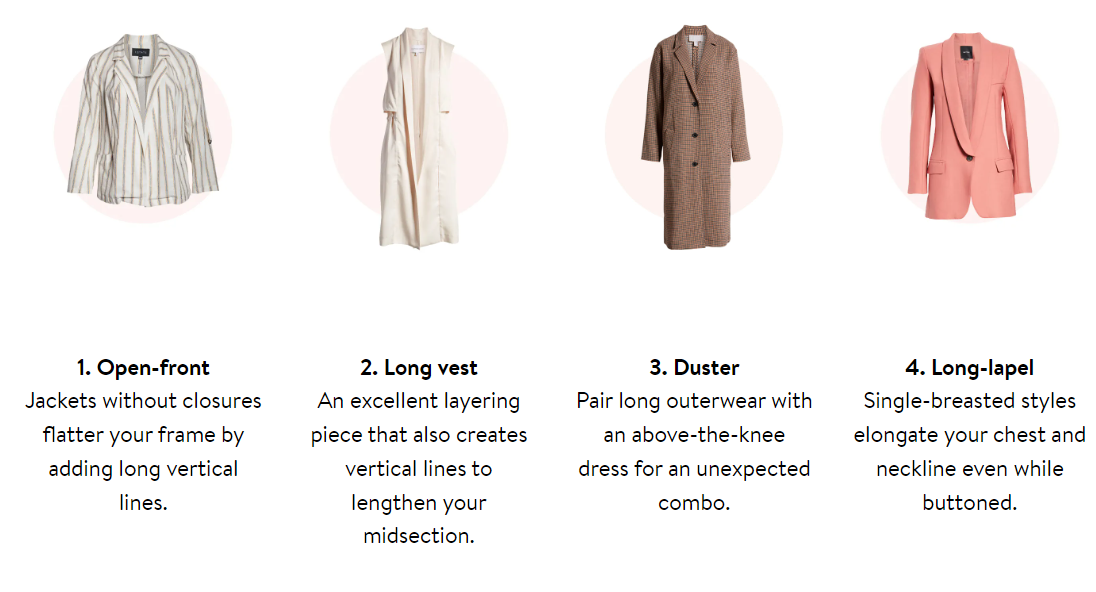 1. Open-front
Jackets without closures
flatter your frame by
adding long vertical
lines.
2. Long vest
An excellent layering
piece that also creates
vertical lines to
lengthen your
midsection.
3. Duster
Pair long outerwear with
an above-the-knee
dress for an unexpected
combo.
4. Long-lapel
Single-breasted styles
elongate your chest and
neckline even while
buttoned.